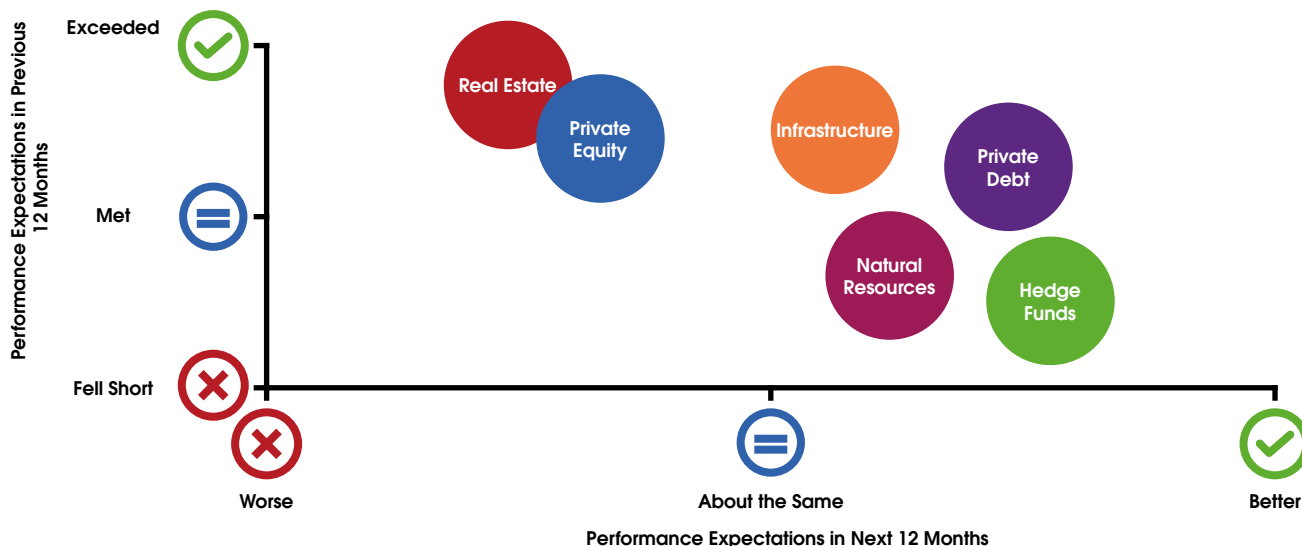 Performance Expectations in Previous
12 Months
Exceeded
Met
Fell Short
Real Estate
Private
Equity
Infrastructure
Private
Debt
Natural
Resources
Hedge
Funds
Worse
About the Same
Better
Performance Expectations in Next 12 Months